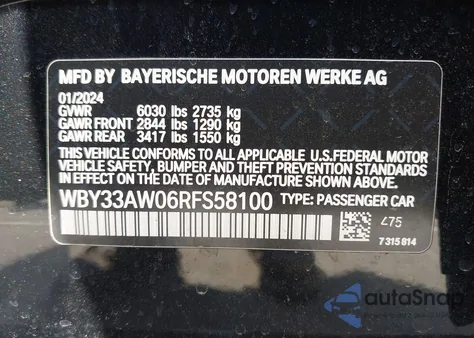 MFD BY BAYERISCHE MOTOREN WERKE AG
01/2024
GVWR 6030 lbs 2735 kg
GAWR FRONT 2844 lbs 1290 kg
GAWR REAR 3417 lbs 1550 kg
THIS VEHICLE CONFORMS TO ALL APPLICABLE U.S.FEDERAL MOTOR
VEHICLE SAFETY, BUMPER AND THEFT PREVENTION STANDARDS
IN EFFECT ON THE DATE OF MANUFACTURE SHOWN ABOVE.
WBY33AW06RFS58100 TYPE: PASSENGER CAR
475
7315814
autoSnap